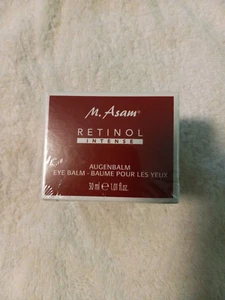 M. Asam®
RETINOL
INTENSE
AUGENBALM
EYE BALM - BAUME POUR LES YEUX
30 ml ℮ 1.01 fl.oz.